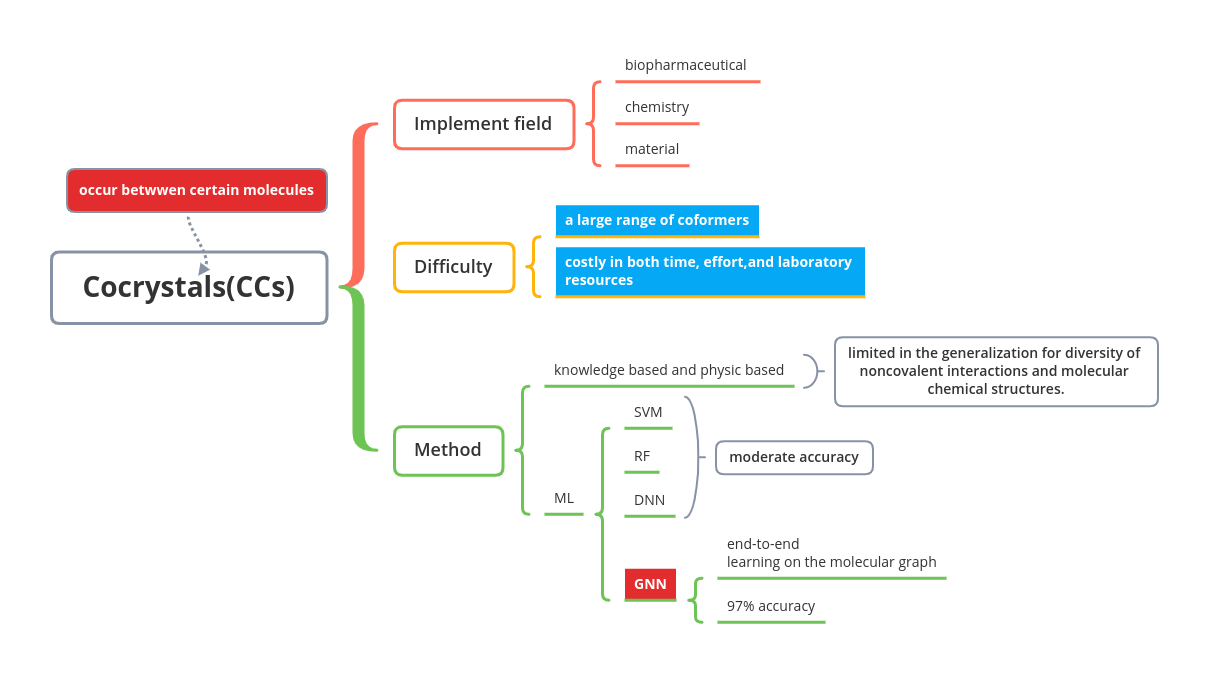 occur betwwen certain molecules
Cocrystals(CCs)
Implement field
biopharmaceutical
chemistry
material
Difficulty
a large range of coformers
costly in both time, effort,and laboratory
resources
Method
knowledge based and physic based
limited in the generalization for diversity of
noncovalent interactions and molecular
chemical structures.
ML
SVM
RF
DNN
moderate accuracy
GNN
end-to-end
learning on the molecular graph
97% accuracy